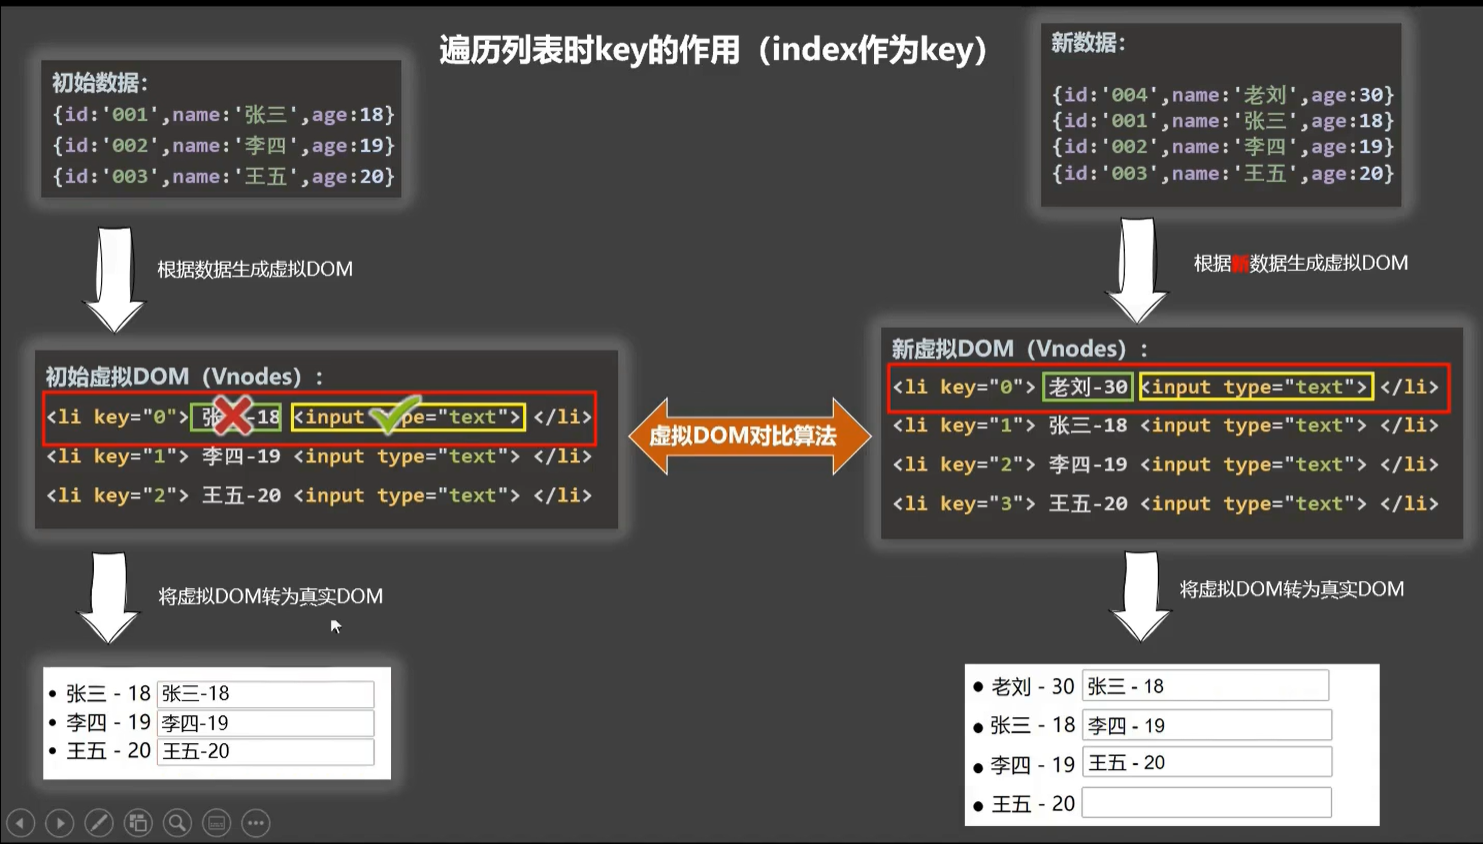 遍历列表时key的作用（index作为key）
初始数据：
{id:'001',name:'张三',age:18}
{id:'002',name:'李四',age:19}
{id:'003',name:'王五',age:20}
根据数据生成虚拟DOM
初始虚拟DOM（Vnodes）：
<li key="0"> 张三-18 <input type="text"> </li>
<li key="1"> 李四-19 <input type="text"> </li>
<li key="2"> 王五-20 <input type="text"> </li>
将虚拟DOM转为真实DOM
• 张三 - 18 张三-18
• 李四 - 19 李四-19
• 王五 - 20 王五-20
虚拟DOM对比算法
新数据：
{id:'004',name:'老刘',age:30}
{id:'001',name:'张三',age:18}
{id:'002',name:'李四',age:19}
{id:'003',name:'王五',age:20}
根据新数据生成虚拟DOM
新虚拟DOM（Vnodes）：
<li key="0"> 老刘-30 <input type="text"> </li>
<li key="1"> 张三-18 <input type="text"> </li>
<li key="2"> 李四-19 <input type="text"> </li>
<li key="3"> 王五-20 <input type="text"> </li>
将虚拟DOM转为真实DOM
● 老刘 - 30 张三 - 18
● 张三 - 18 李四 - 19
● 李四 - 19 王五 - 20
● 王五 - 20